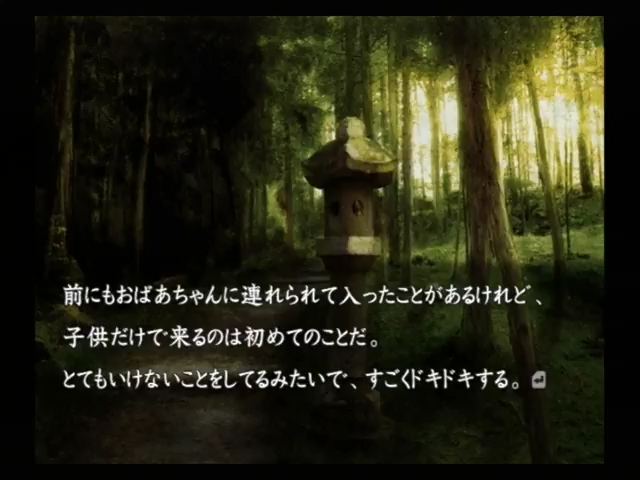 前にもおばあちゃんに連れられて入ったことがあるけれど、
子供だけで来るのは初めてのことだ。
とてもいけないことをしてるみたいで、すごくドキドキする。